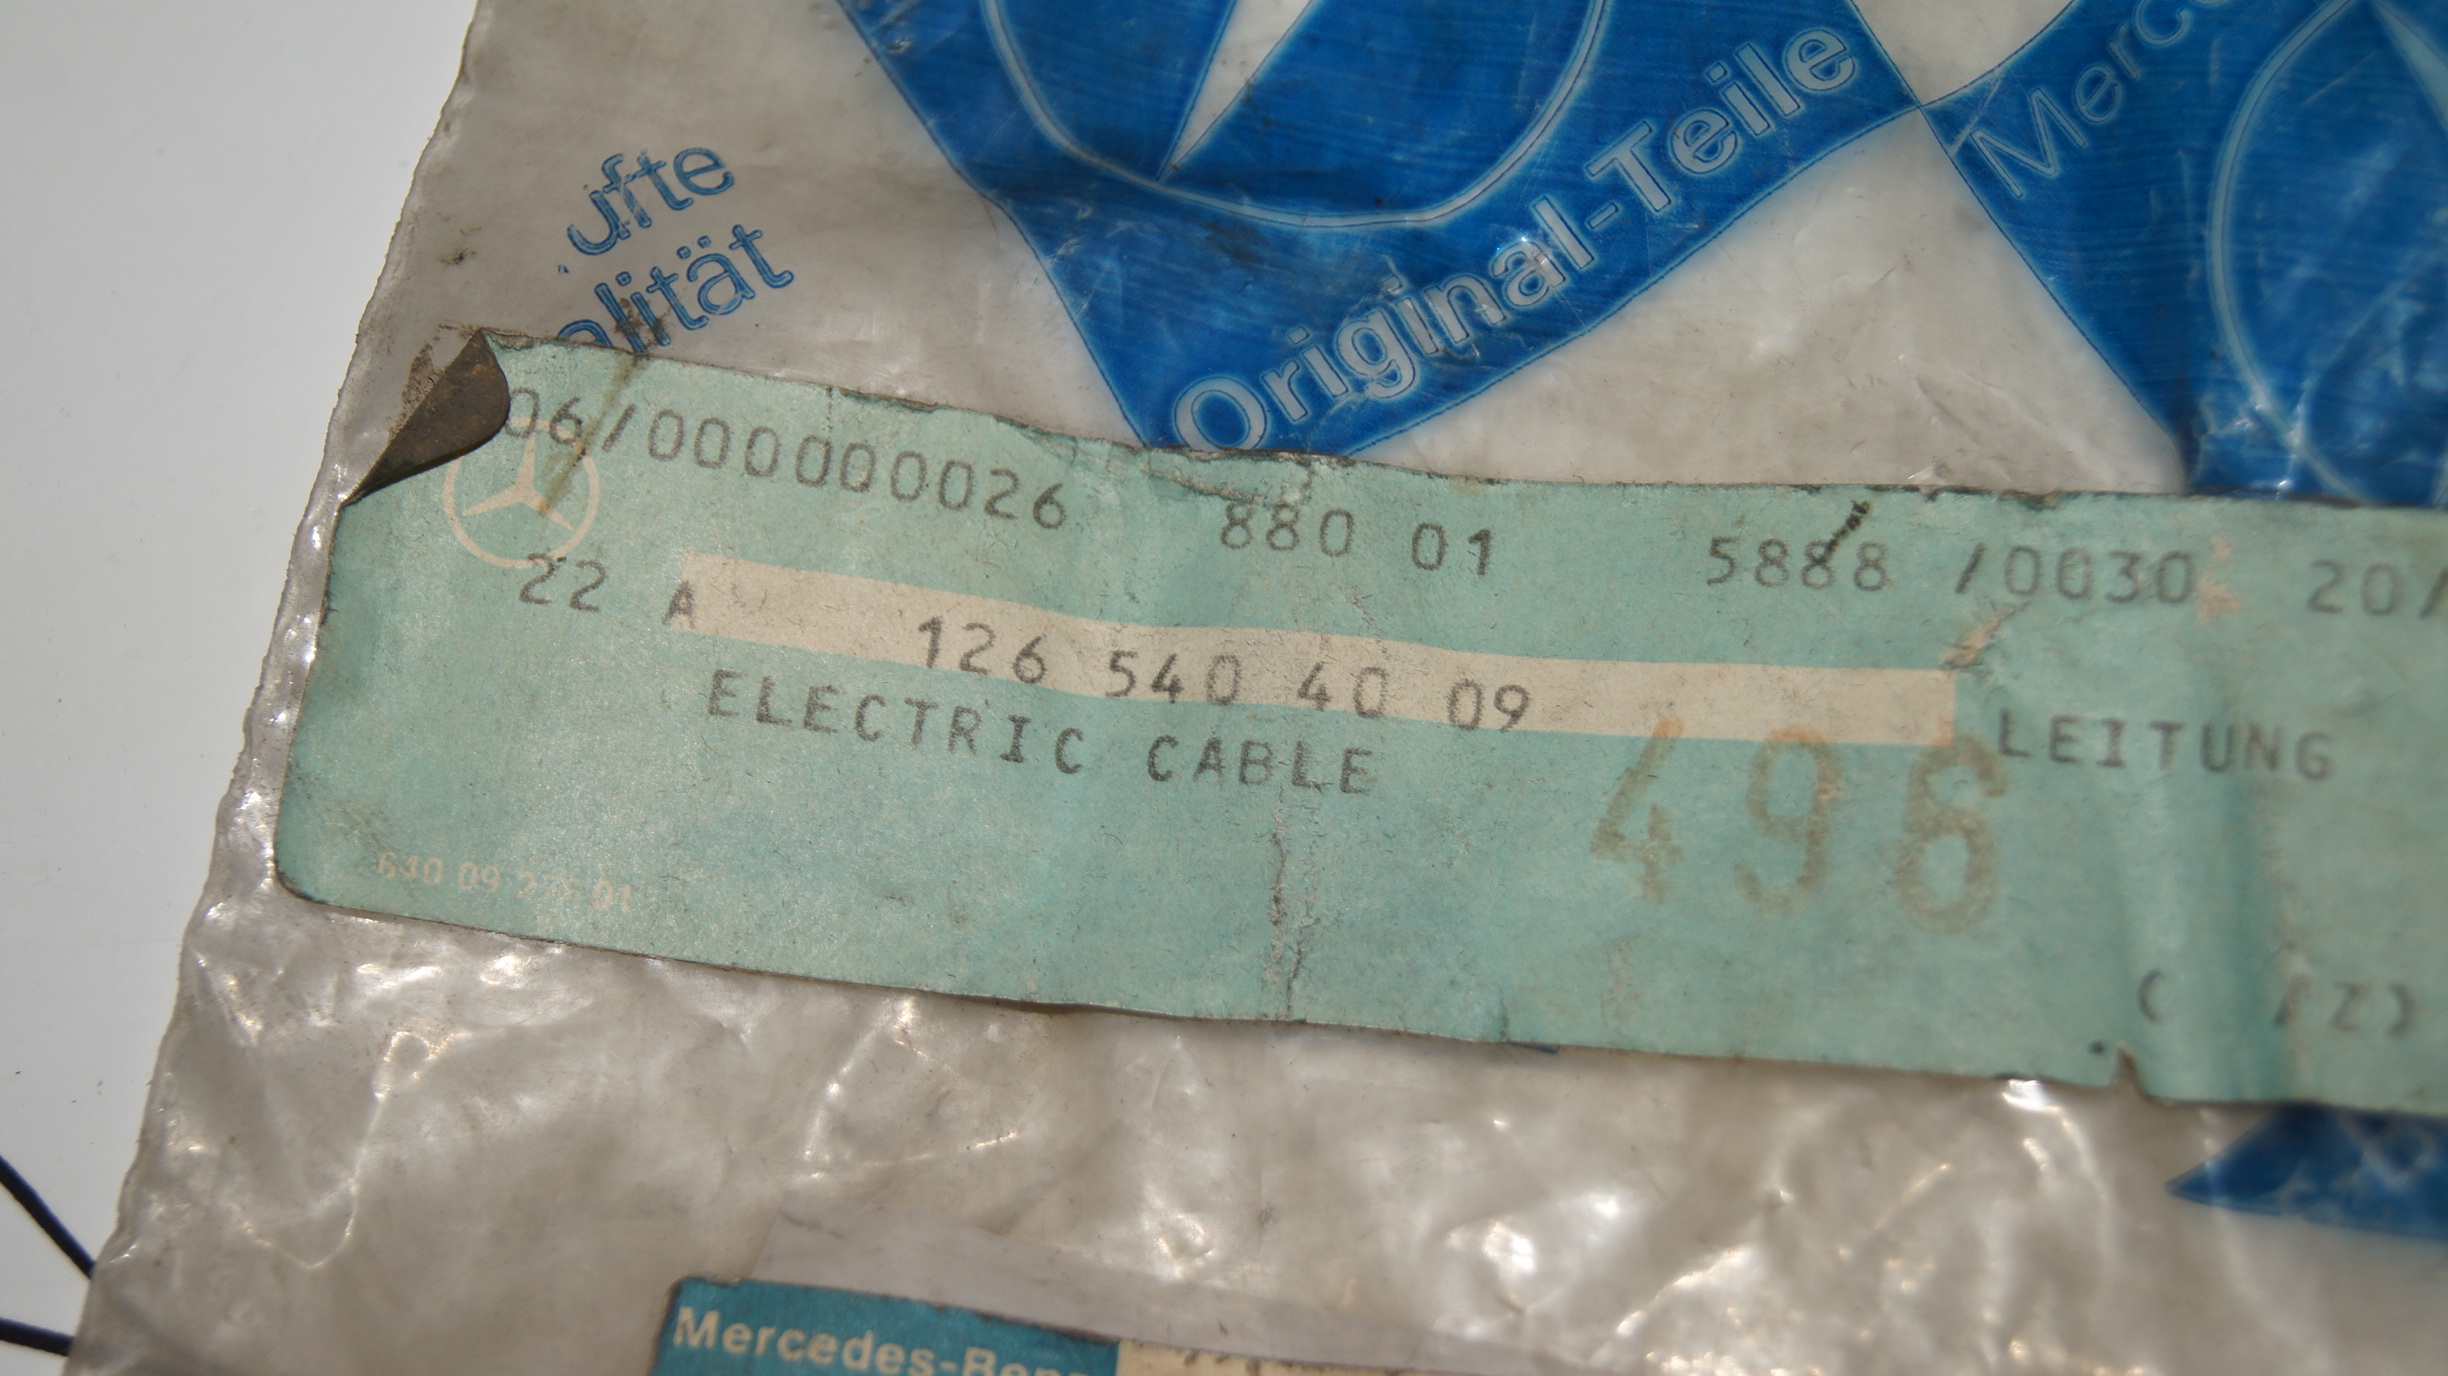 Original-Teile
Merce
ufte
alität
06/000000026 880 01 5888 /0030 20/
22 A 126 540 40 09 LEITUNG
ELECTRIC CABLE
496
Mercedes-Benz